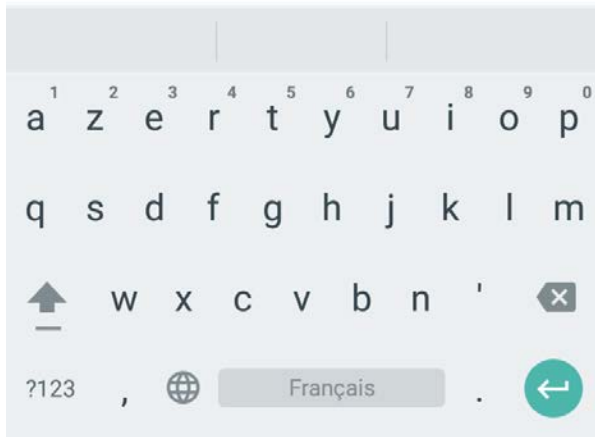 1 2 3 4 5 6 7 8 9 0
a z e r t y u i o p
q s d f g h j k l m
w x c v b n '
?123 , Français .